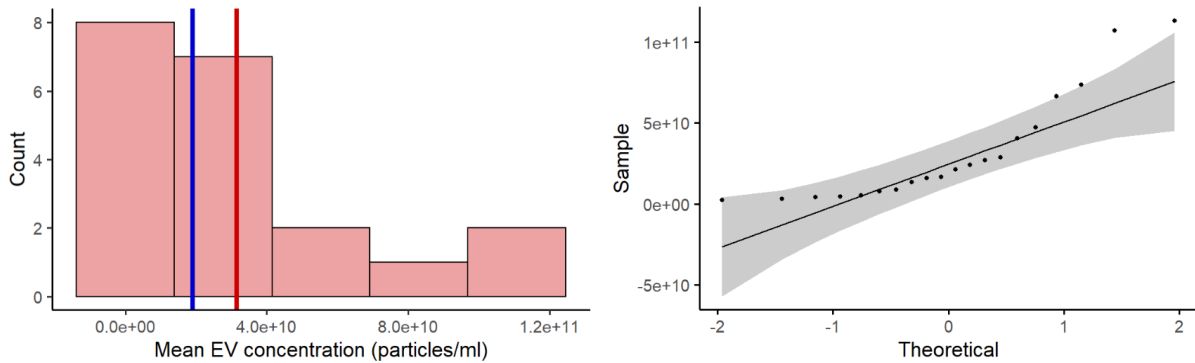 8
6
4
2
0
Count
0.0e+00 4.0e+10 8.0e+10 1.2e+11
Mean EV concentration (particles/ml)
1e+11
5e+10
0e+00
-5e+10
Sample
-2 -1 0 1 2
Theoretical